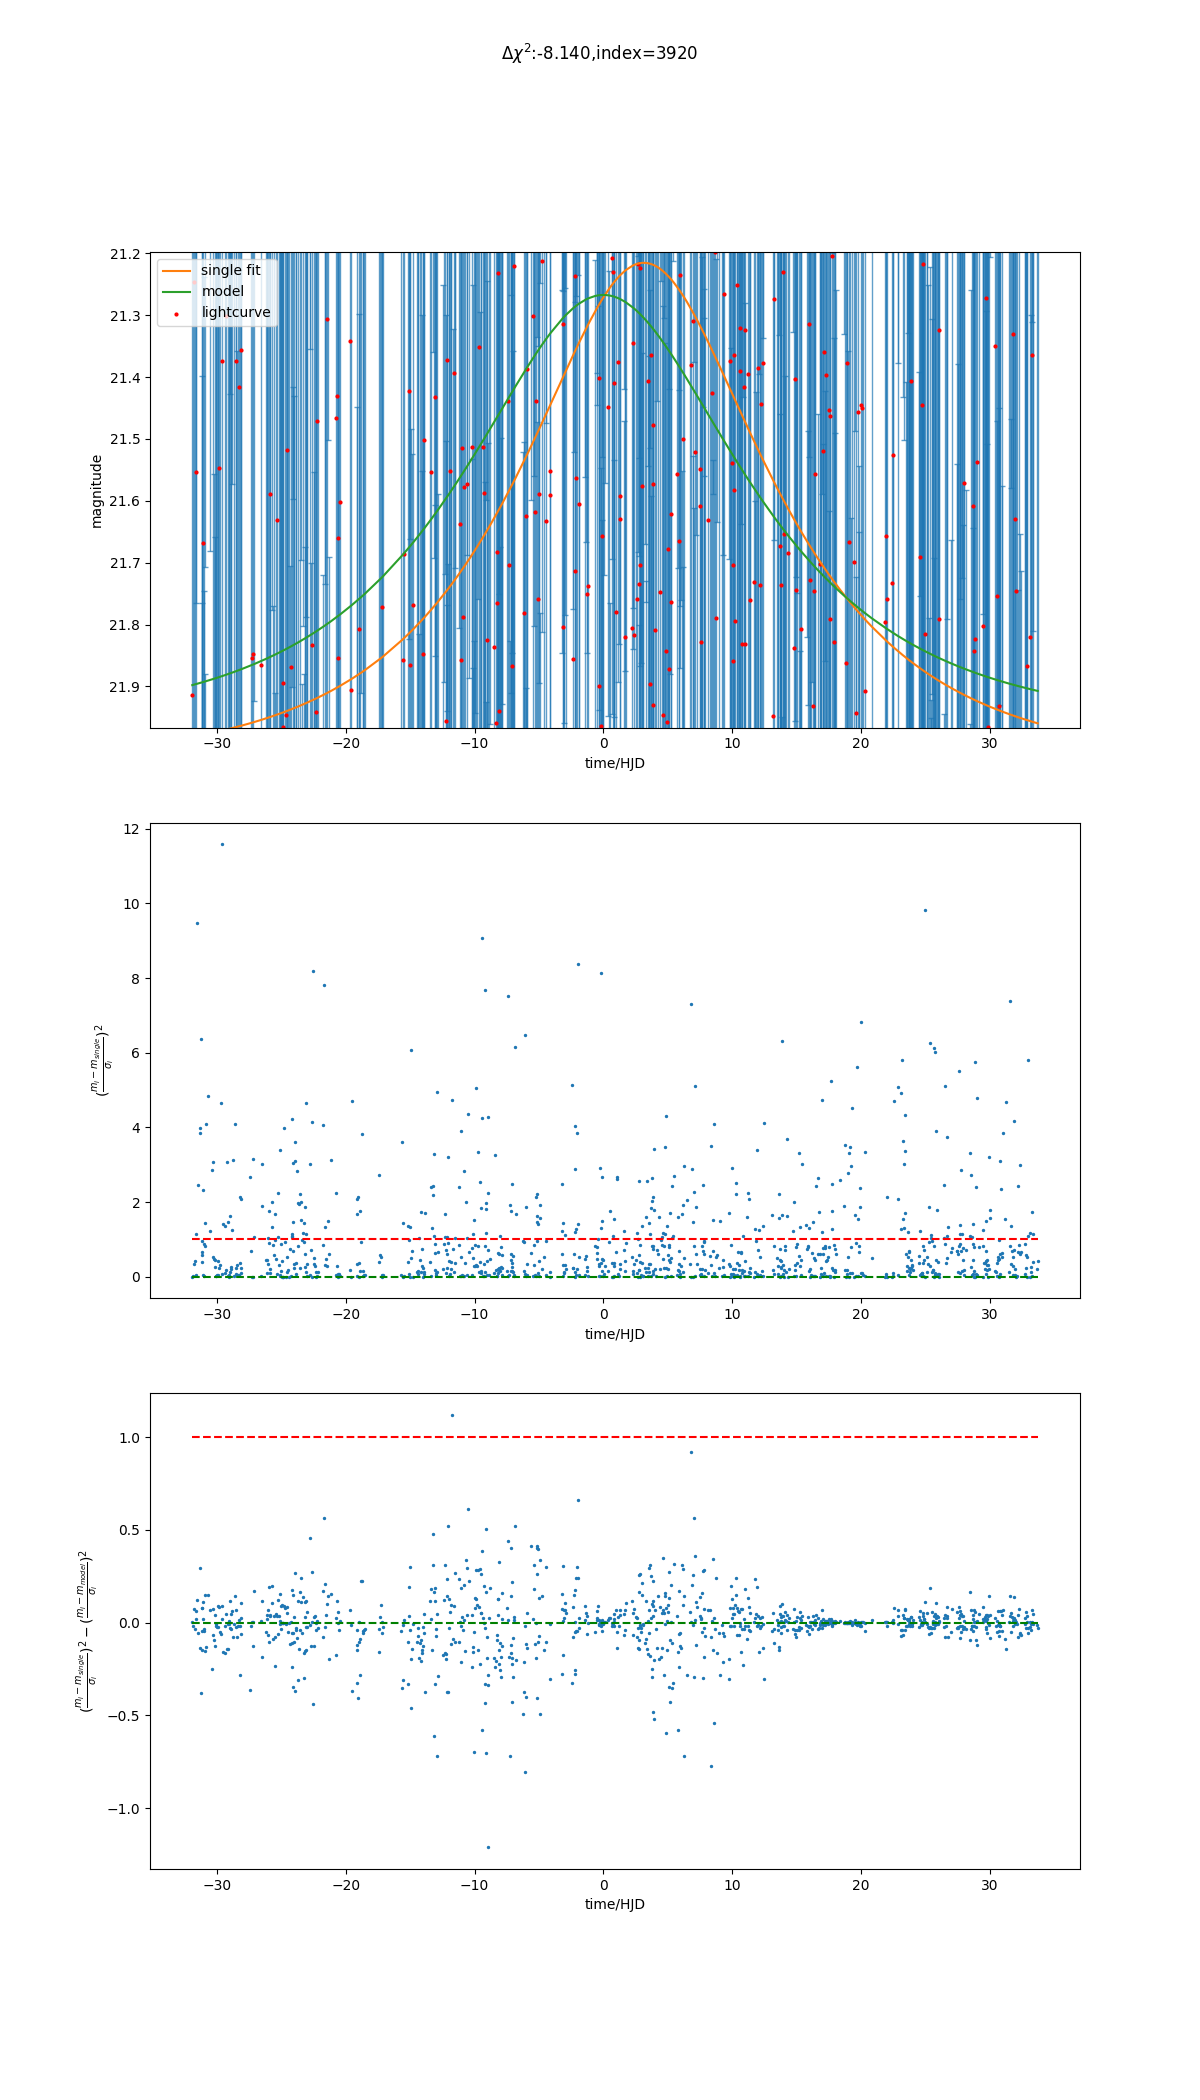 Δχ²:-8.140,index=3920
21.2
21.3
21.4
21.5
21.6
21.7
21.8
21.9
magnitude
single fit
model
lightcurve
−30 −20 −10 0 10 20 30
time/HJD
12
10
8
6
4
2
0
((m_i − m_single)/σ_i)²
−30 −20 −10 0 10 20 30
time/HJD
1.0
0.5
0.0
−0.5
−1.0
((m_i − m_single)/σ_i)² − ((m_i − m_model)/σ_i)²
−30 −20 −10 0 10 20 30
time/HJD